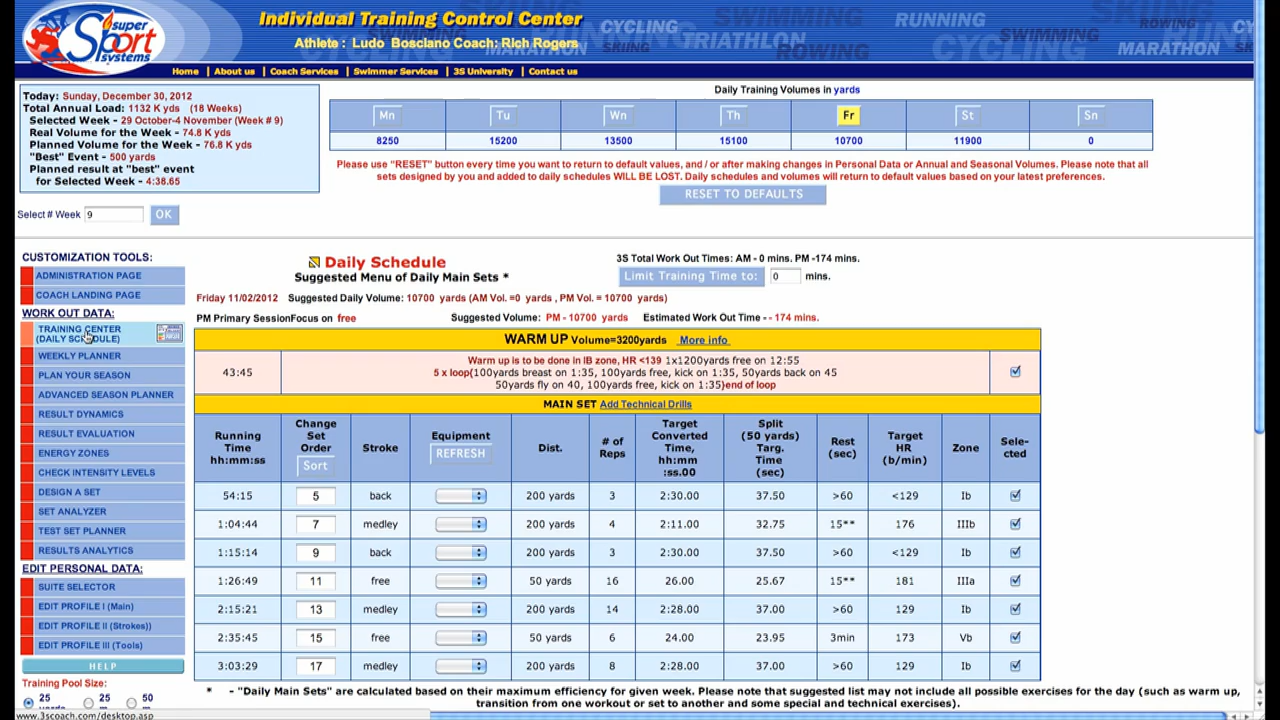 super
Sport
systems
Individual Training Control Center
Athlete : Ludo Bosciano Coach: Rich Rogers
CYCLING
SKIING
MARATHON
SWIMMING
TRIATHLON
ROWING
RUNNING
CYCLING
SKIING
ROWING
SWIMMING
MARATHON
Home | About us | Coach Services | Swimmer Services | 3S University | Contact us
Today: Sunday, December 30, 2012
Total Annual Load: 1132 K yds (18 Weeks)
Selected Week - 29 October-4 November (Week # 9)
Real Volume for the Week - 74.8 K yds
Planned Volume for the Week - 76.8 K yds
"Best" Event - 500 yards
Planned result at "best" event
for Selected Week - 4:38.65
Select # Week 9 OK
Daily Training Volumes in yards
Mn Tu Wn Th Fr St Sn
8250 15200 13500 15100 10700 11900 0
Please use "RESET" button every time you want to return to default values, and / or after making changes in Personal Data or Annual and Seasonal Volumes. Please note that all
sets designed by you and added to daily schedules WILL BE LOST. Daily schedules and volumes will return to default values based on your latest preferences.
RESET TO DEFAULTS
CUSTOMIZATION TOOLS:
ADMINISTRATION PAGE
COACH LANDING PAGE
WORK OUT DATA:
TRAINING CENTER
(DAILY SCHEDULE)
WEEKLY PLANNER
PLAN YOUR SEASON
ADVANCED SEASON PLANNER
RESULT DYNAMICS
RESULT EVALUATION
ENERGY ZONES
CHECK INTENSITY LEVELS
DESIGN A SET
SET ANALYZER
TEST SET PLANNER
RESULTS ANALYTICS
EDIT PERSONAL DATA:
SUITE SELECTOR
EDIT PROFILE I (Main)
EDIT PROFILE II (Strokes))
EDIT PROFILE III (Tools)
HELP
Training Pool Size:
25 25 50
yards m m
www.3scoach.com/desktop.asp
Daily Schedule
Suggested Menu of Daily Main Sets *
3S Total Work Out Times: AM - 0 mins. PM -174 mins.
Limit Training Time to: 0 mins.
Friday 11/02/2012 Suggested Daily Volume: 10700 yards (AM Vol. =0 yards , PM Vol. = 10700 yards)
PM Primary SessionFocus on free Suggested Volume: PM - 10700 yards Estimated Work Out Time - - 174 mins.
WARM UP Volume=3200yards More info
43:45
Warm up is to be done in IB zone, HR <139 1x1200yards free on 12:55
5 x loop(100yards breast on 1:35, 100yards free, kick on 1:35, 50yards back on 45
50yards fly on 40, 100yards free, kick on 1:35)end of loop
MAIN SET Add Technical Drills
Running Time hh:mm:ss Change Set Order Sort Stroke Equipment REFRESH Dist. # of Reps Target Converted Time, hh:mm :ss.00 Split (50 yards) Targ. Time (sec) Rest (sec) Target HR (b/min) Zone Sele-cted
54:15 5 back 200 yards 3 2:30.00 37.50 >60 <129 Ib
1:04:44 7 medley 200 yards 4 2:11.00 32.75 15** 176 IIIb
1:15:14 9 back 200 yards 3 2:30.00 37.50 >60 <129 Ib
1:26:49 11 free 50 yards 16 26.00 25.67 15** 181 IIIa
2:15:21 13 medley 200 yards 14 2:28.00 37.00 >60 129 Ib
2:35:45 15 free 50 yards 6 24.00 23.95 3min 173 Vb
3:03:29 17 medley 200 yards 8 2:28.00 37.00 >60 129 Ib
* - "Daily Main Sets" are calculated based on their maximum efficiency for given week. Please note that suggested list may not include all possible exercises for the day (such as warm up,
transition from one workout or set to another and some special and technical exercises).